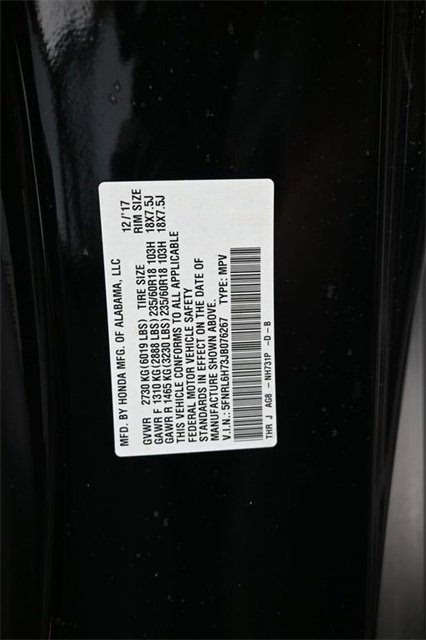 MFD. BY HONDA MFG. OF ALABAMA, LLC 12/'17
GVWR 2730 KG(6019 LBS) TIRE SIZE RIM SIZE
GAWR F 1310 KG(2888 LBS)235/60R18 103H 18X7.5J
GAWR R 1465 KG(3230 LBS)235/60R18 103H 18X7.5J
THIS VEHICLE CONFORMS TO ALL APPLICABLE
FEDERAL MOTOR VEHICLE SAFETY
STANDARDS IN EFFECT ON THE DATE OF
MANUFACTURE SHOWN ABOVE.
V.I.N.: 5FNRL6H73JB076267 TYPE: MPV
THR J AGB - NH731P -D-B